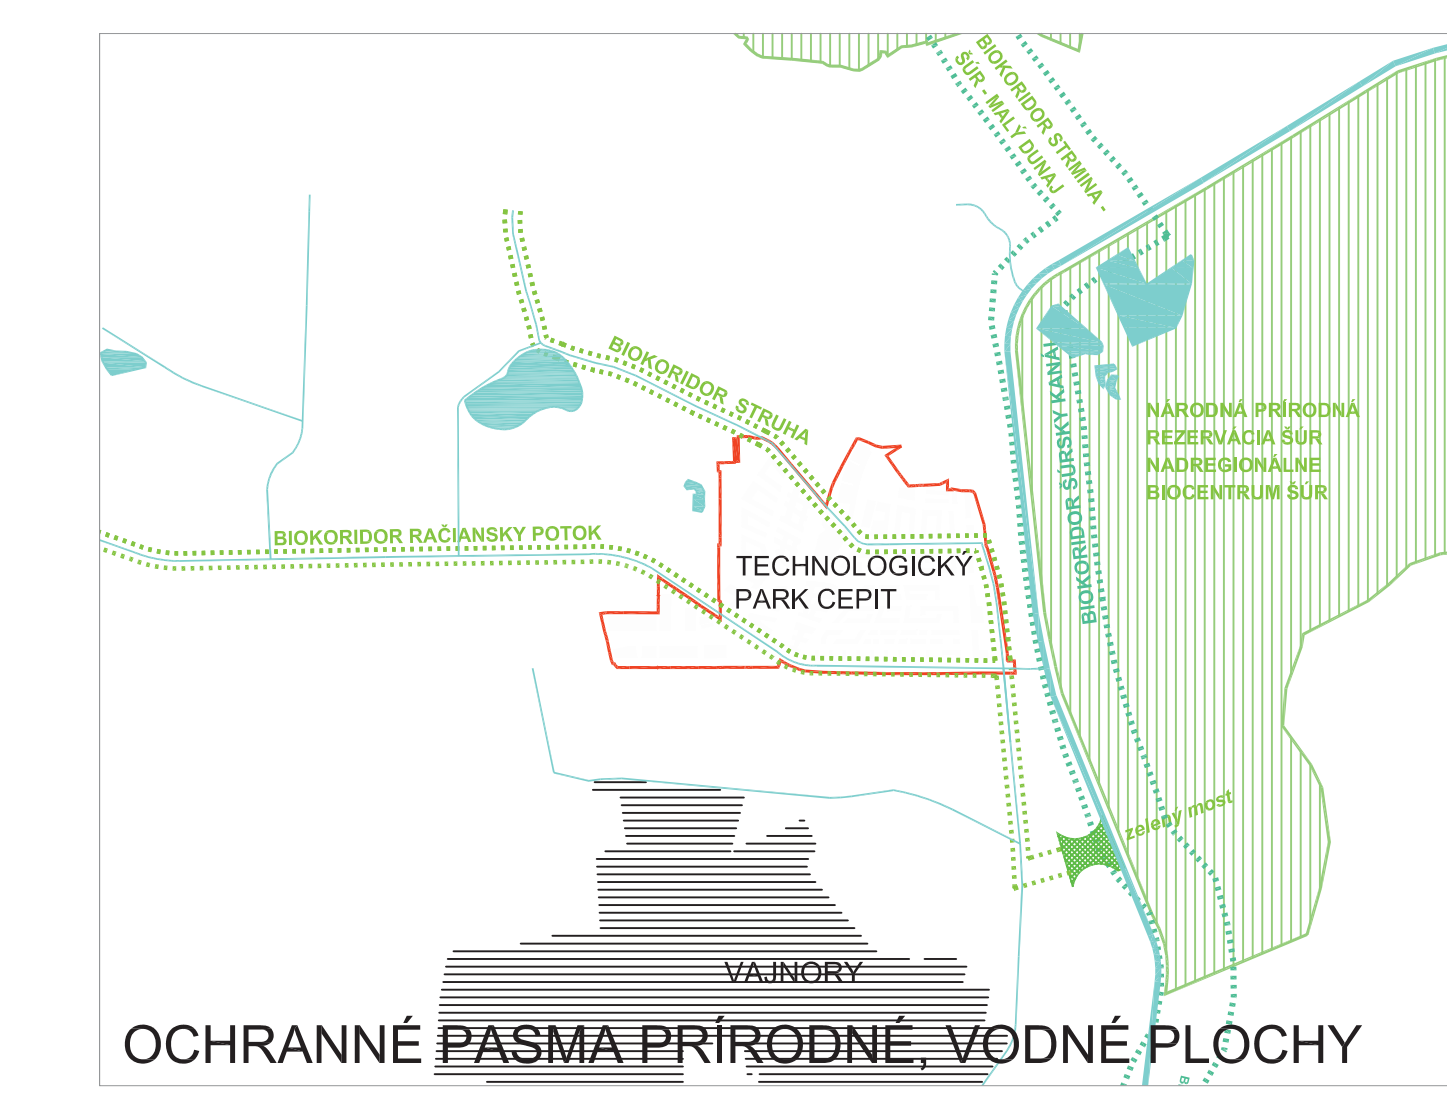 BIOKORIDOR STRMINA -
ŠÚR - MALÝ DUNAJ
BIOKORIDOR STRUHA
NÁRODNÁ PRÍRODNÁ
REZERVÁCIA ŠÚR
NADREGIONÁLNE
BIOCENTRUM ŠÚR
BIOKORIDOR ŠÚRSKY KANÁL
BIOKORIDOR RAČIANSKY POTOK
TECHNOLOGICKÝ
PARK CEPIT
zelený most
VAJNORY
OCHRANNÉ PASMA PRÍRODNÉ, VODNÉ PLOCHY